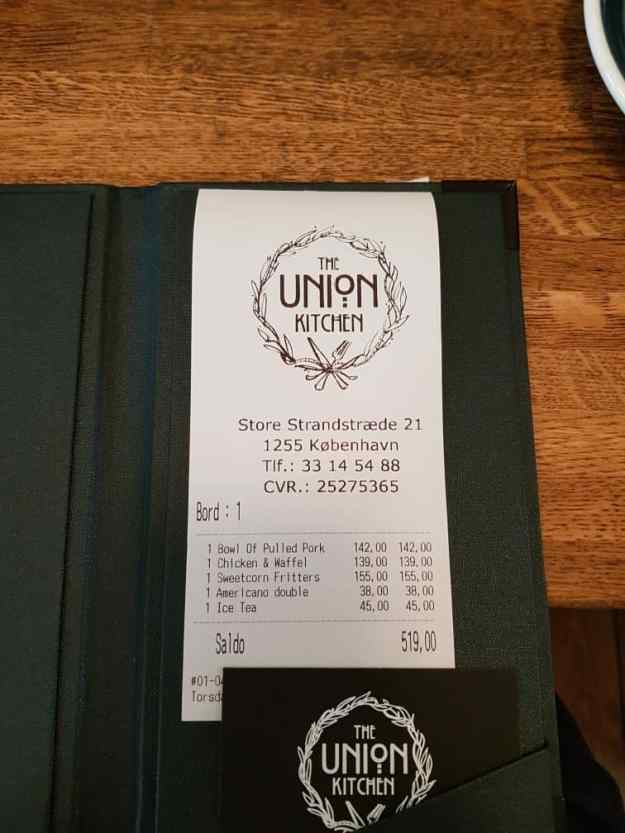 THE
UNION
KITCHEN
Store Strandstræde 21
1255 København
Tlf.: 33 14 54 88
CVR.: 25275365
Bord : 1
1 Bowl Of Pulled Pork 142,00 142,00
1 Chicken & Waffel 139,00 139,00
1 Sweetcorn Fritters 155,00 155,00
1 Americano double 38,00 38,00
1 Ice Tea 45,00 45,00
Saldo 519,00
THE
UNION
KITCHEN